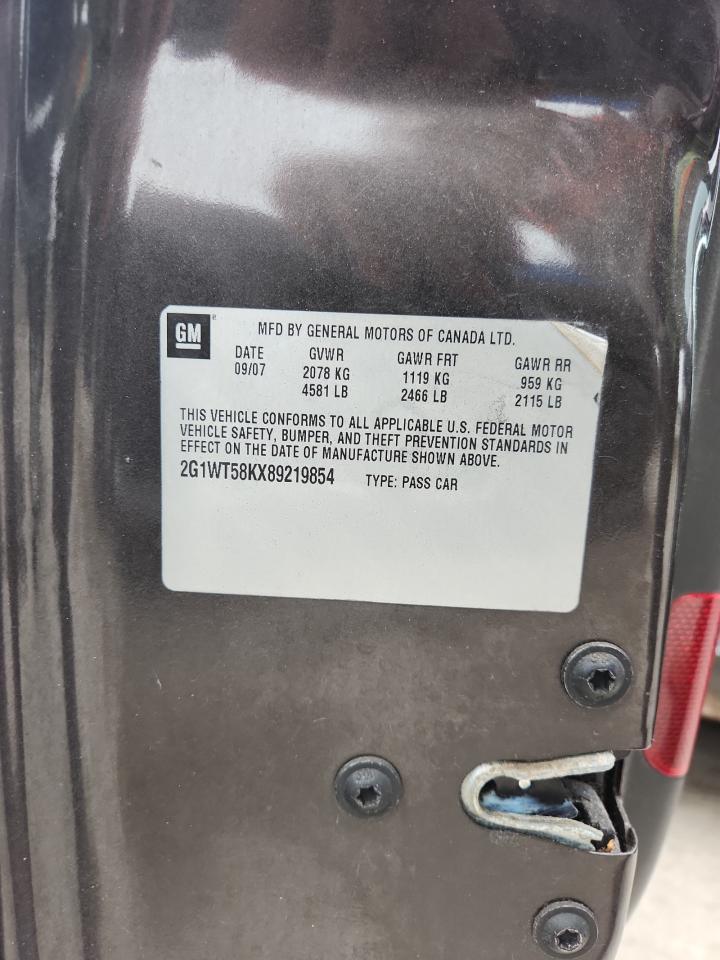 GM
MFD BY GENERAL MOTORS OF CANADA LTD.
DATE GVWR GAWR FRT GAWR RR
09/07 2078 KG 1119 KG 959 KG
4581 LB 2466 LB 2115 LB
THIS VEHICLE CONFORMS TO ALL APPLICABLE U.S. FEDERAL MOTOR
VEHICLE SAFETY, BUMPER, AND THEFT PREVENTION STANDARDS IN
EFFECT ON THE DATE OF MANUFACTURE SHOWN ABOVE.
2G1WT58KX89219854 TYPE: PASS CAR